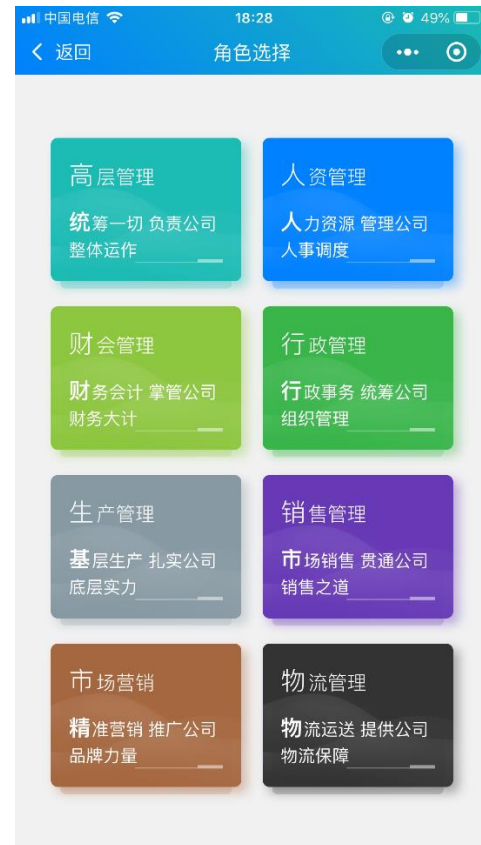 中国电信 18:28 49%
返回 角色选择
高层管理
统筹一切 负责公司
整体运作
人资管理
人力资源 管理公司
人事调度
财会管理
财务会计 掌管公司
财务大计
行政管理
行政事务 统筹公司
组织管理
生产管理
基层生产 扎实公司
底层实力
销售管理
市场销售 贯通公司
销售之道
市场营销
精准营销 推广公司
品牌力量
物流管理
物流运送 提供公司
物流保障